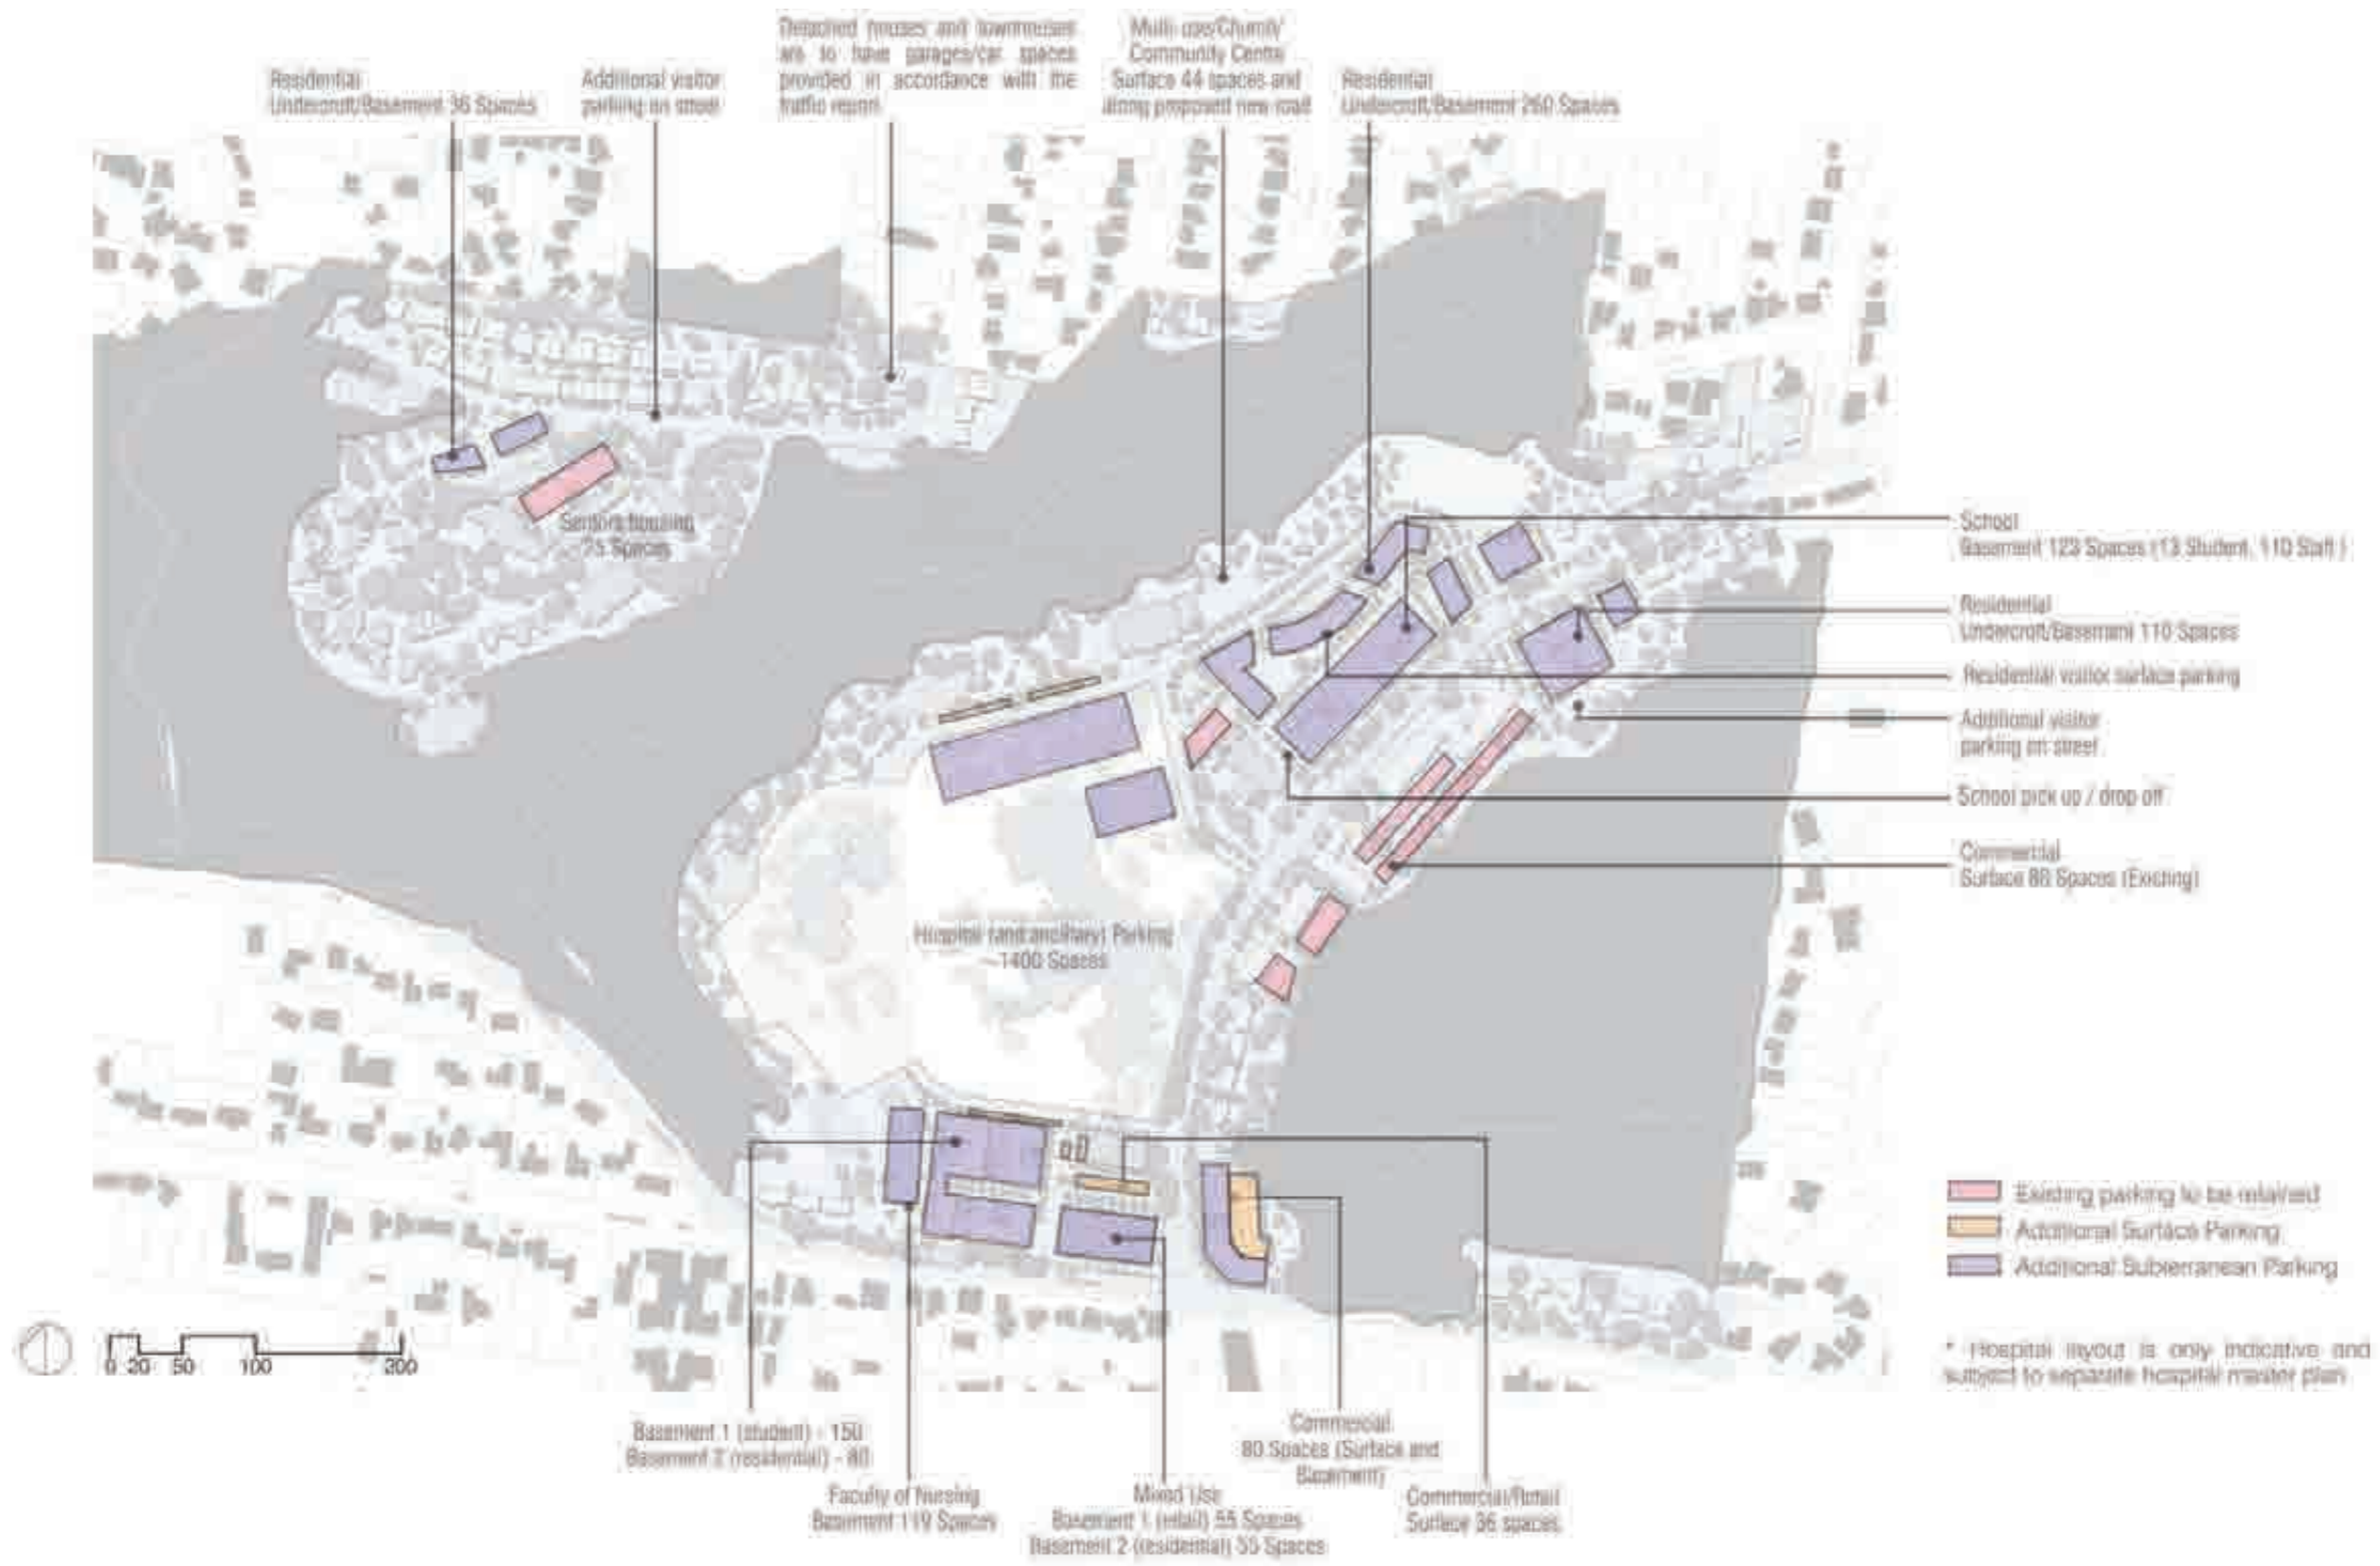 Detached houses and townhouses
are to have garages/car spaces
provided in accordance with the
traffic report
Multi use/Church/
Community Centre
Surface 44 spaces and
along proposed new road
Residential
Undercroft/Basement 36 Spaces
Additional visitor
parking on street
Residential
Undercroft/Basement 260 Spaces
Seniors housing
Spaces
School
Basement 123 Spaces (13 Student, 110 Staff )
Residential
Undercroft/Basement 110 Spaces
Residential visitor surface parking
Additional visitor
parking on street
School pick up / drop off
Commercial
Surface Spaces (Existing)
Hospital (and ancillary) Parking
1400 Spaces
Existing parking to be retained
Additional Surface Parking
Additional Subterranean Parking
* Hospital layout is only indicative and
subject to separate hospital master plan
0 20 50 100 200
Basement 1 (student) - 150
Basement 2 (residential) - 80
Faculty of Nursing
Basement 119 Spaces
Mixed Use
Basement 1 (retail) 55 Spaces
Basement 2 (residential) 55 Spaces
Commercial
80 Spaces (Surface and
Basement)
Commercial/Retail
Surface 36 spaces